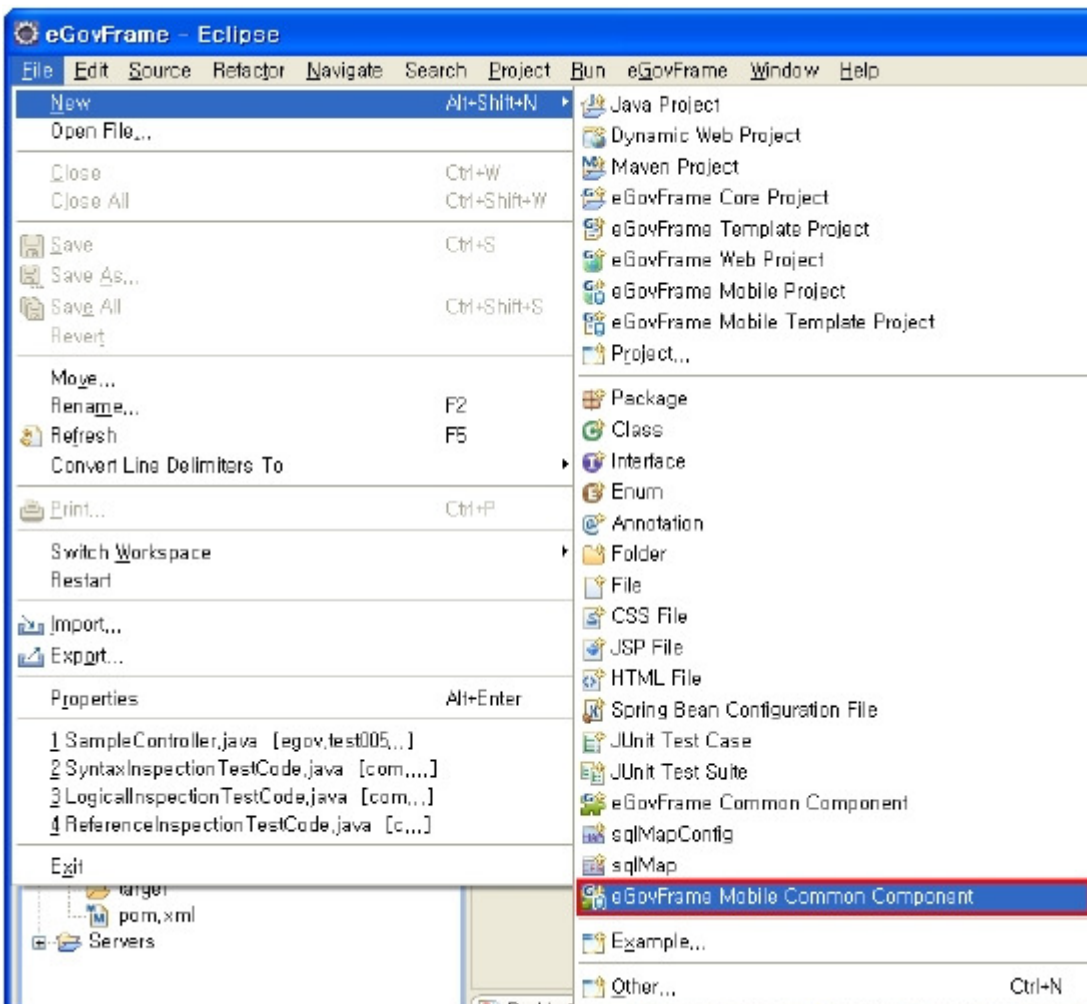 eGovFrame - Eclipse
File Edit Source Refactor Navigate Search Project Run eGovFrame Window Help
New Alt+Shift+N
Open File...
Close Ctrl+W
Close All Ctrl+Shift+W
Save Ctrl+S
Save As...
Save All Ctrl+Shift+S
Revert
Move...
Rename... F2
Refresh F5
Convert Line Delimiters To
Print... Ctrl+P
Switch Workspace
Restart
Import...
Export...
Properties Alt+Enter
1 SampleController.java [egov.test005...]
2 SyntaxInspectionTestCode.java [com....]
3 LogicalInspectionTestCode.java [com...]
4 ReferenceInspectionTestCode.java [c...]
Exit
target
pom.xml
Servers
Java Project
Dynamic Web Project
Maven Project
eGovFrame Core Project
eGovFrame Template Project
eGovFrame Web Project
eGovFrame Mobile Project
eGovFrame Mobile Template Project
Project...
Package
Class
Interface
Enum
Annotation
Folder
File
CSS File
JSP File
HTML File
Spring Bean Configuration File
JUnit Test Case
JUnit Test Suite
eGovFrame Common Component
sqlMapConfig
sqlMap
eGovFrame Mobile Common Component
Example...
Other... Ctrl+N